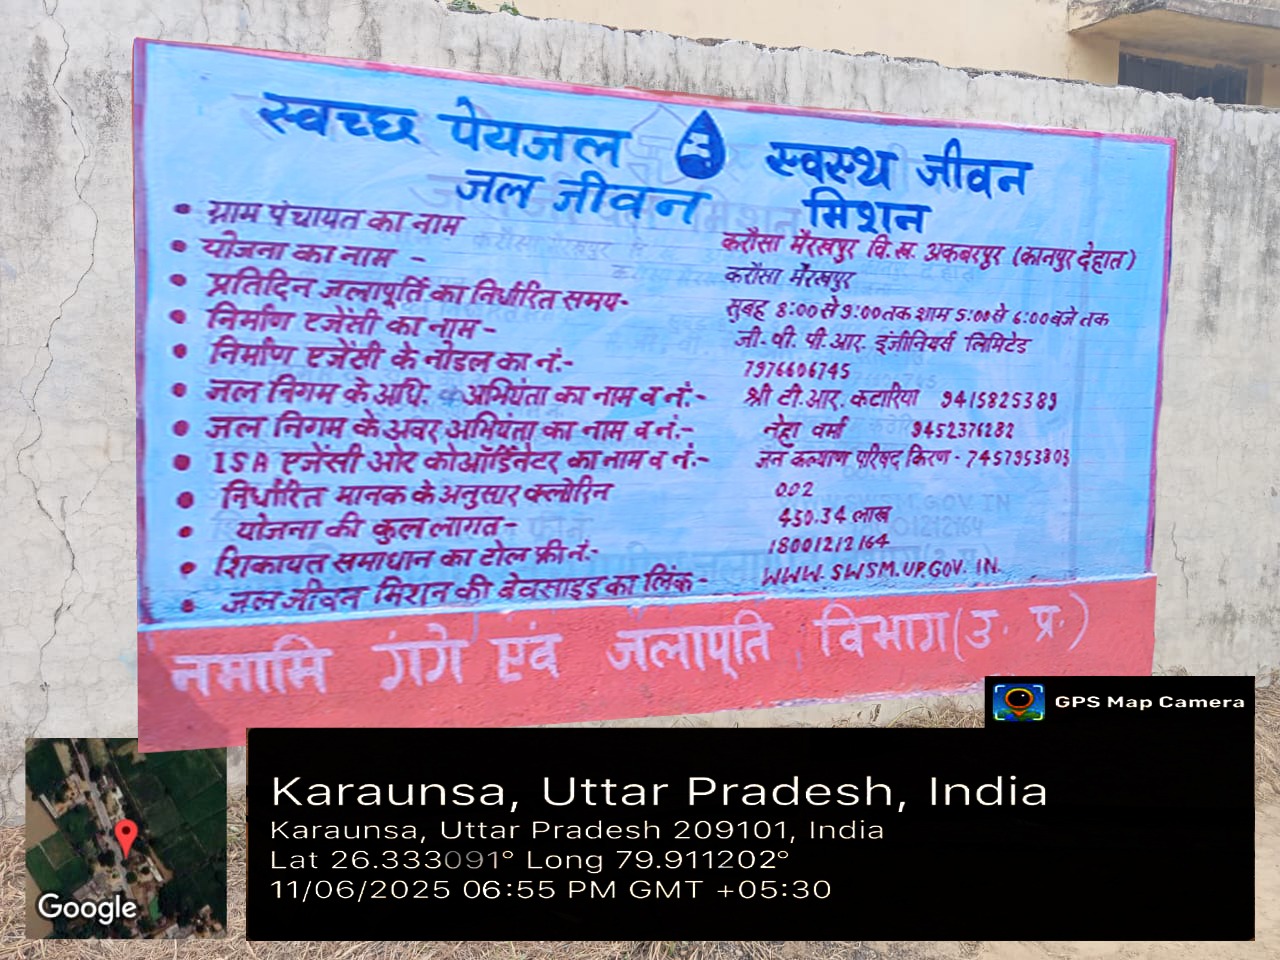 स्वच्छ पेयजल स्वस्थ जीवन
जल जीवन मिशन
• ग्राम पंचायत का नाम करौसा मैरखपुर वि.ख. अकबरपुर (कानपुर देहात)
• योजना का नाम - करौसा मैरखपुर
• प्रतिदिन जलापूर्ति का निर्धारित समय- सुबह 8:00 से 9:00 तक शाम 5:00 से 6:00 बजे तक
• निर्माण एजेंसी का नाम - जी. वी. पी. आर. इंजीनियर्स लिमिटेड
• निर्माण एजेंसी के नोडल का नं:- 7976606745
• जल निगम के अधि. अभियंता का नाम व नं:- श्री टी.आर. कटारिया 9415825389
• जल निगम के अवर अभियंता का नाम व नं:- नेहा वर्मा 9452376282
• ISA एजेंसी ओर कोऑर्डिनेटर का नाम व नं:- जन कल्याण परिषद किरण - 7457953803
• निर्धारित मानक के अनुसार क्लोरिन 002
योजना की कुल लागत - 450.34 लाख
• शिकायत समाधान का टोल फ्री नं:- 18001212164
• जल जीवन मिशन की वेवसाइड का लिंक - WWW.SWSM.UP.GOV.IN.
नमामि गंगे एवं जलापूति विभाग (उ. प्र.)
GPS Map Camera
Karaunsa, Uttar Pradesh, India
Karaunsa, Uttar Pradesh 209101, India
Lat 26.333091° Long 79.911202°
11/06/2025 06:55 PM GMT +05:30
Google